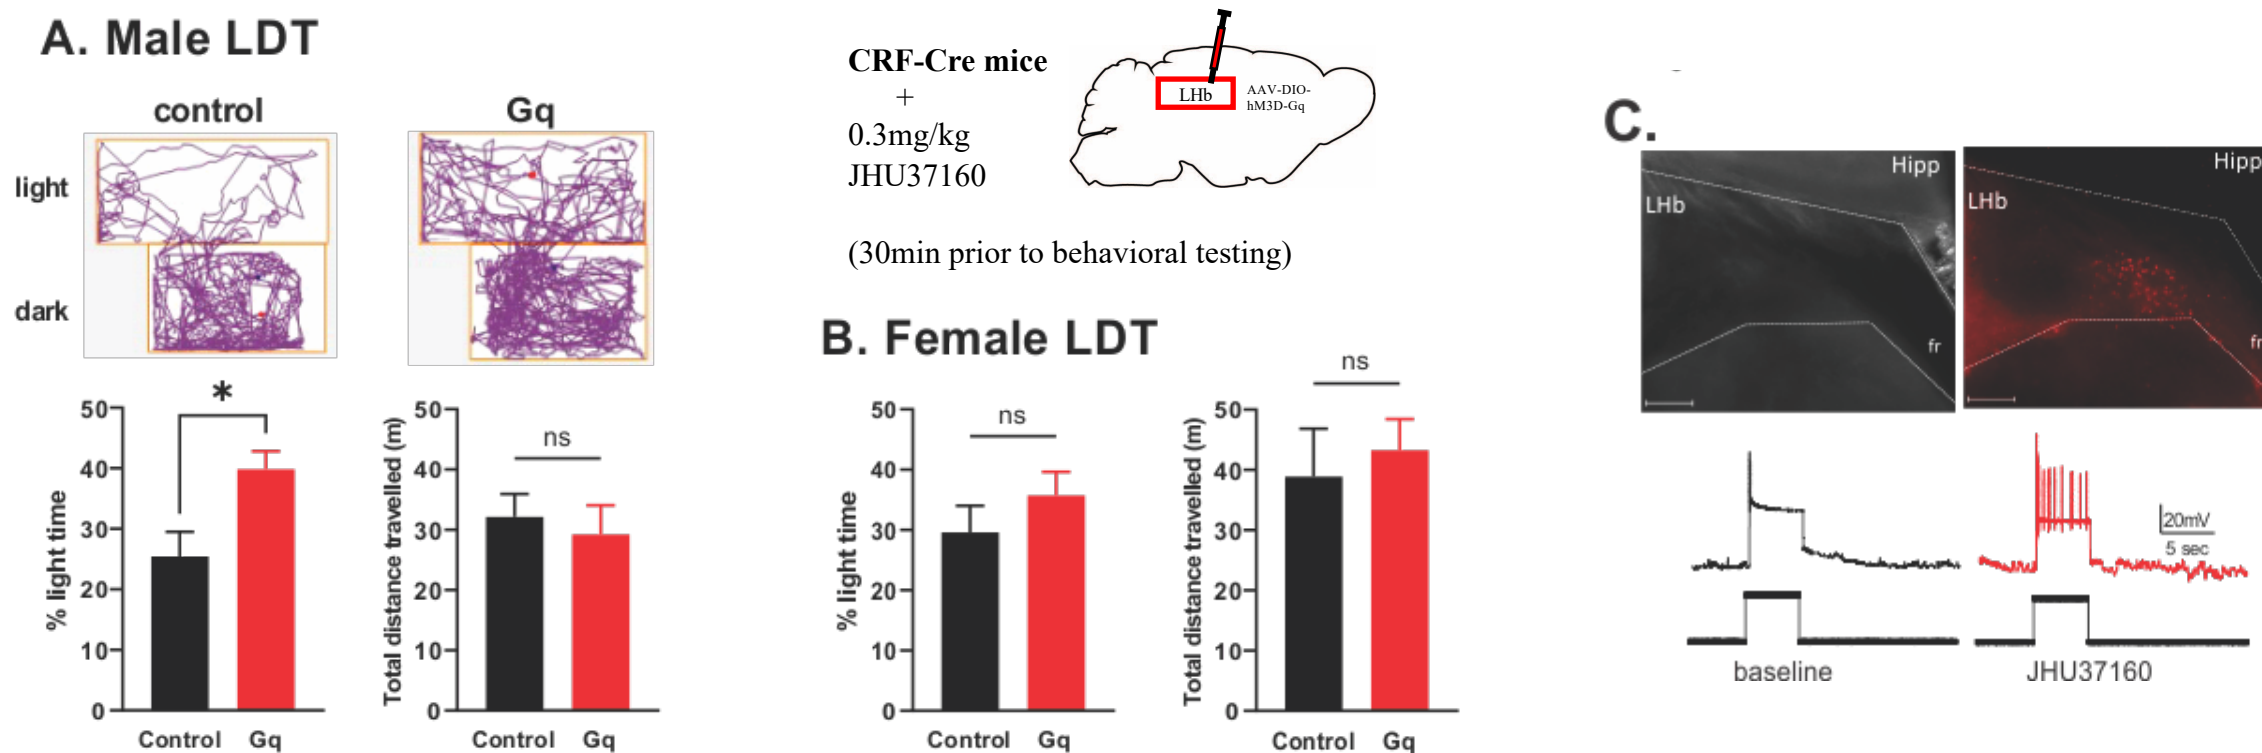 A. Male LDT
control
Gq
light
dark
*
50
40
30
20
10
0
% light time
Control
Gq
50
40
30
20
10
0
Total distance travelled (m)
ns
Control
Gq
CRF-Cre mice
+
0.3mg/kg
JHU37160
(30min prior to behavioral testing)
LHb
AAV-DIO-
hM3D-Gq
B. Female LDT
ns
50
40
30
20
10
0
% light time
Control
Gq
ns
50
40
30
20
10
0
Total distance travelled (m)
Control
Gq
C.
Hipp
LHb
fr
Hipp
LHb
fr
20mV
5 sec
baseline
JHU37160